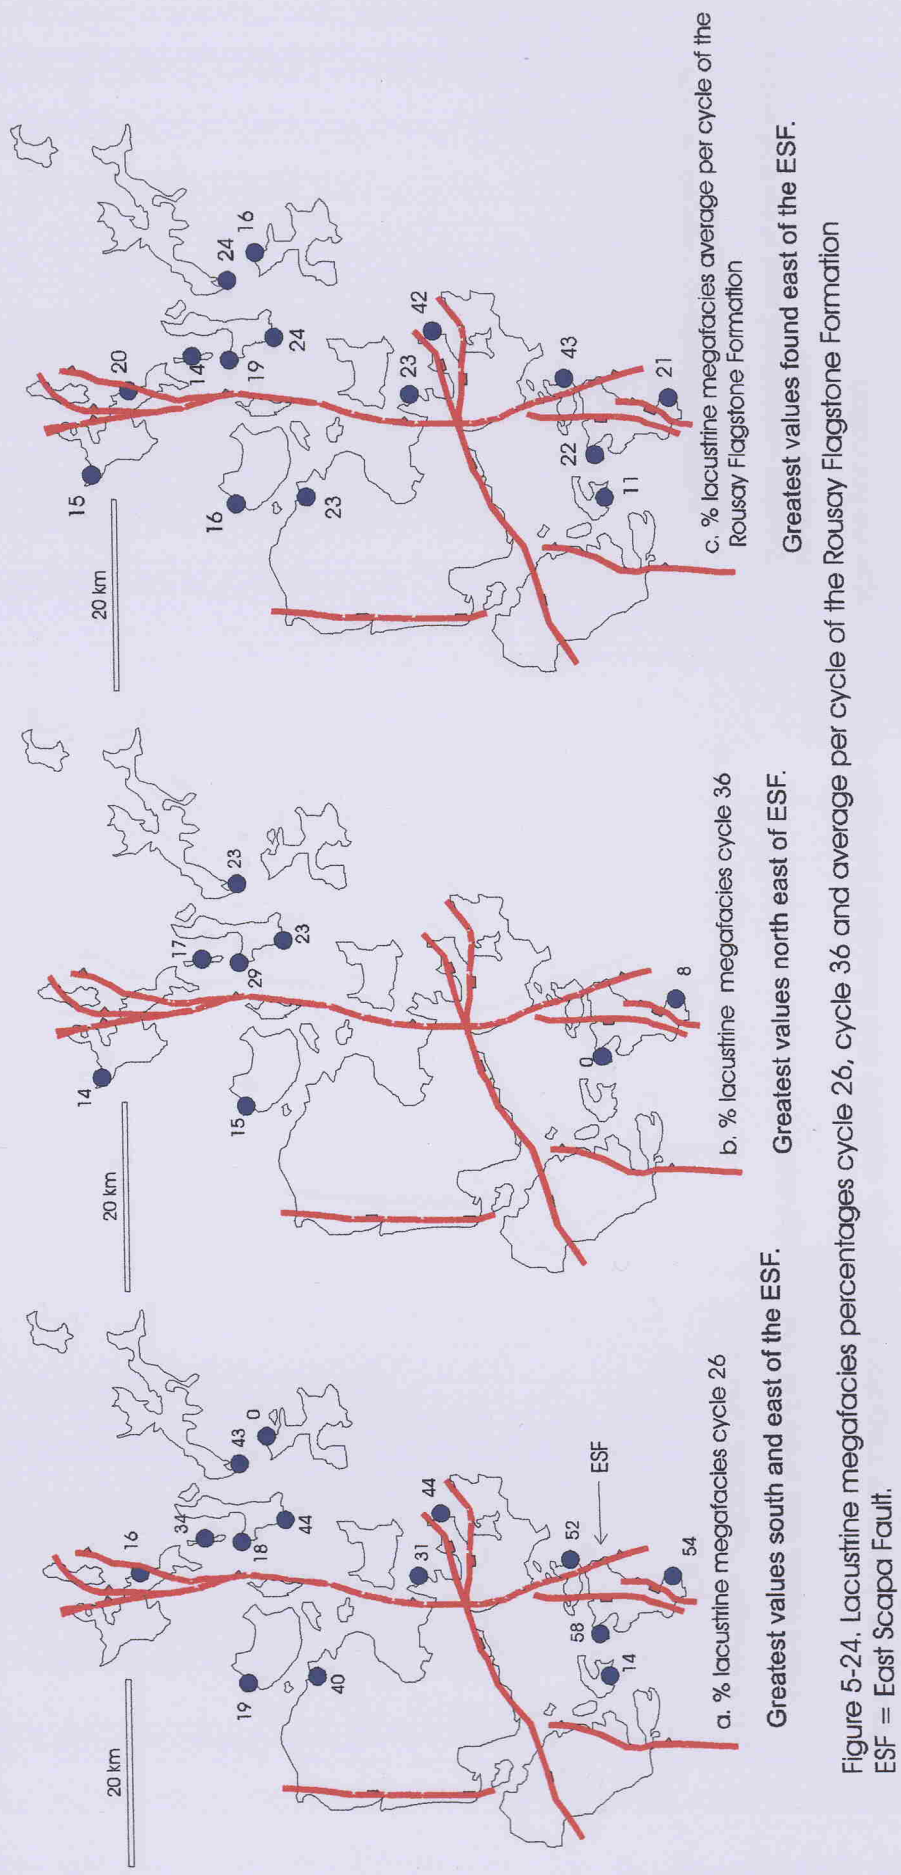 20 km
16
34
43
0
18
44
19
40
31
44
52
ESF
58
14
54
a. % lacustrine megafacies cycle 26
Greatest values south and east of the ESF.
20 km
14
17
23
29
23
15
0
8
b. % lacustrine megafacies cycle 36
Greatest values north east of ESF.
20 km
15
20
14
24
16
19
24
16
23
23
42
43
22
11
21
c. % lacustrine megafacies average per cycle of the
Rousay Flagstone Formation
Greatest values found east of the ESF.
Figure 5-24. Lacustrine megafacies percentages cycle 26, cycle 36 and average per cycle of the Rousay Flagstone Formation
ESF = East Scapa Fault.